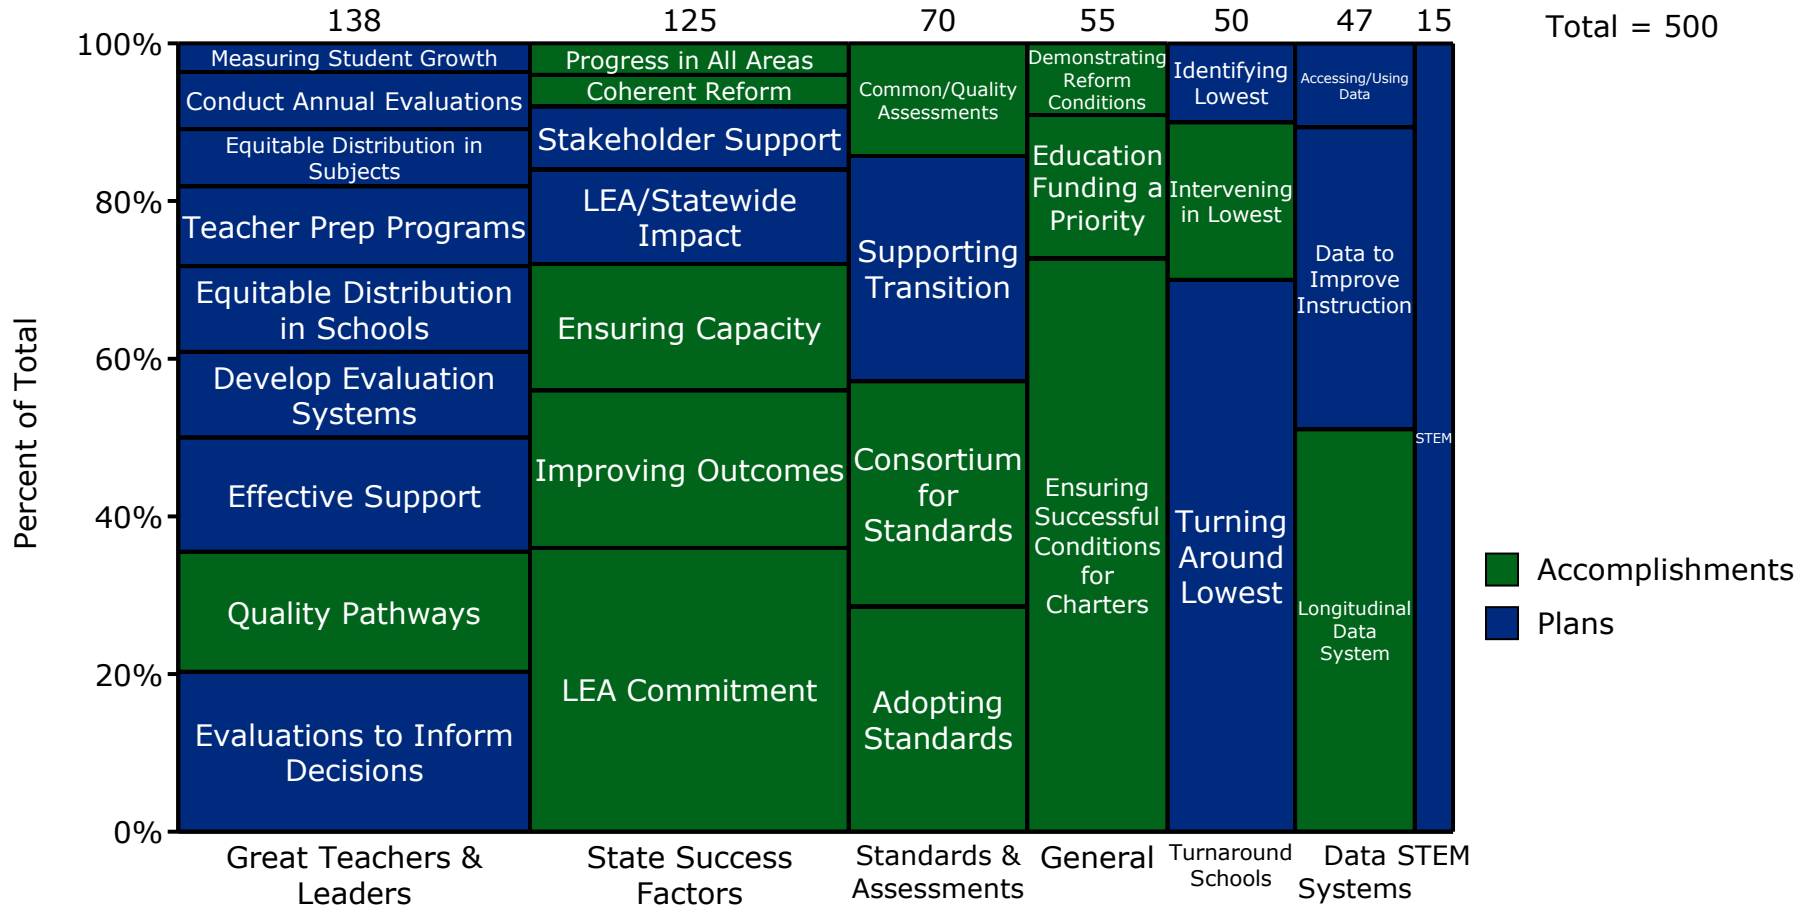 138
125
70
55
50
47
15
Total = 500
100%
80%
60%
40%
20%
0%
Percent of Total
Measuring Student Growth
Conduct Annual Evaluations
Equitable Distribution in
Subjects
Teacher Prep Programs
Equitable Distribution
in Schools
Develop Evaluation
Systems
Effective Support
Quality Pathways
Evaluations to Inform
Decisions
Progress in All Areas
Coherent Reform
Stakeholder Support
LEA/Statewide
Impact
Ensuring Capacity
Improving Outcomes
LEA Commitment
Common/Quality
Assessments
Supporting
Transition
Consortium
for
Standards
Adopting
Standards
Demonstrating
Reform
Conditions
Education
Funding a
Priority
Ensuring
Successful
Conditions
for
Charters
Identifying
Lowest
Intervening
in Lowest
Turning
Around
Lowest
Accessing/Using
Data
Data to
Improve
Instruction
Longitudinal
Data
System
STEM
Accomplishments
Plans
Great Teachers &
Leaders
State Success
Factors
Standards &
Assessments
General
Turnaround
Schools
Data
Systems
STEM